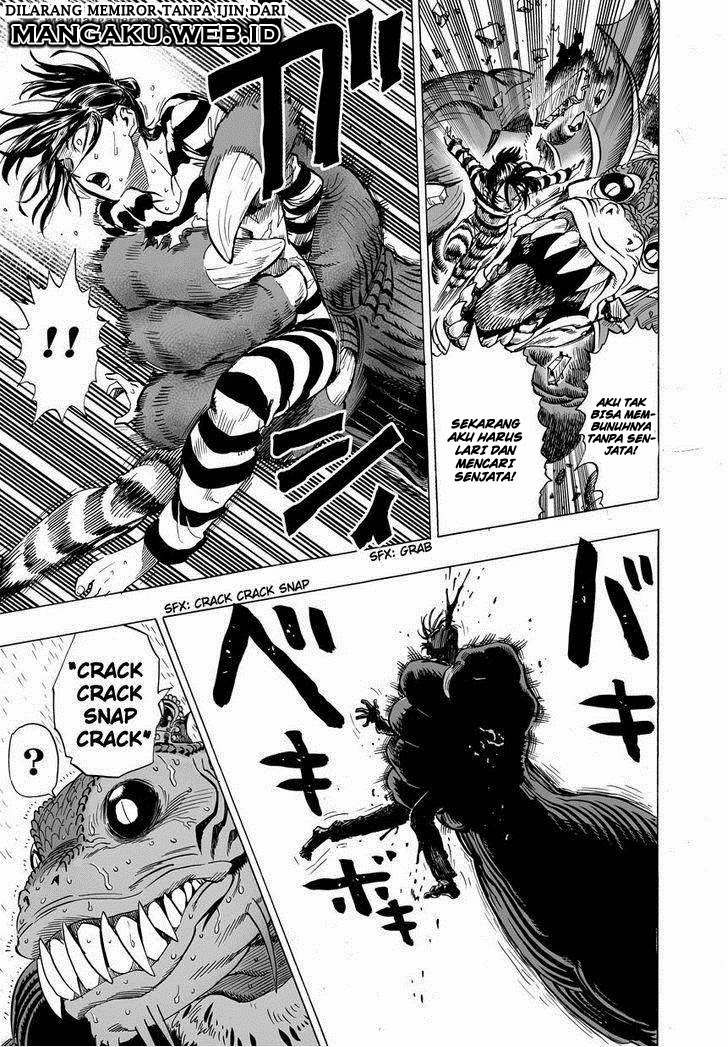 DILARANG MEMIROR TANPA IJIN DARI
MANGAKU.WEB.ID
AKU TAK
BISA MEM-
BUNUHNYA
TANPA SEN-
JATA!
SEKARANG
AKU HARUS
LARI DAN
MENCARI
SENJATA!
ガシィッ
!!
SFX: GRAB
SFX: CRACK CRACK SNAP
バキ
ベキ
ボキ
"CRACK
CRACK
SNAP
CRACK"
?